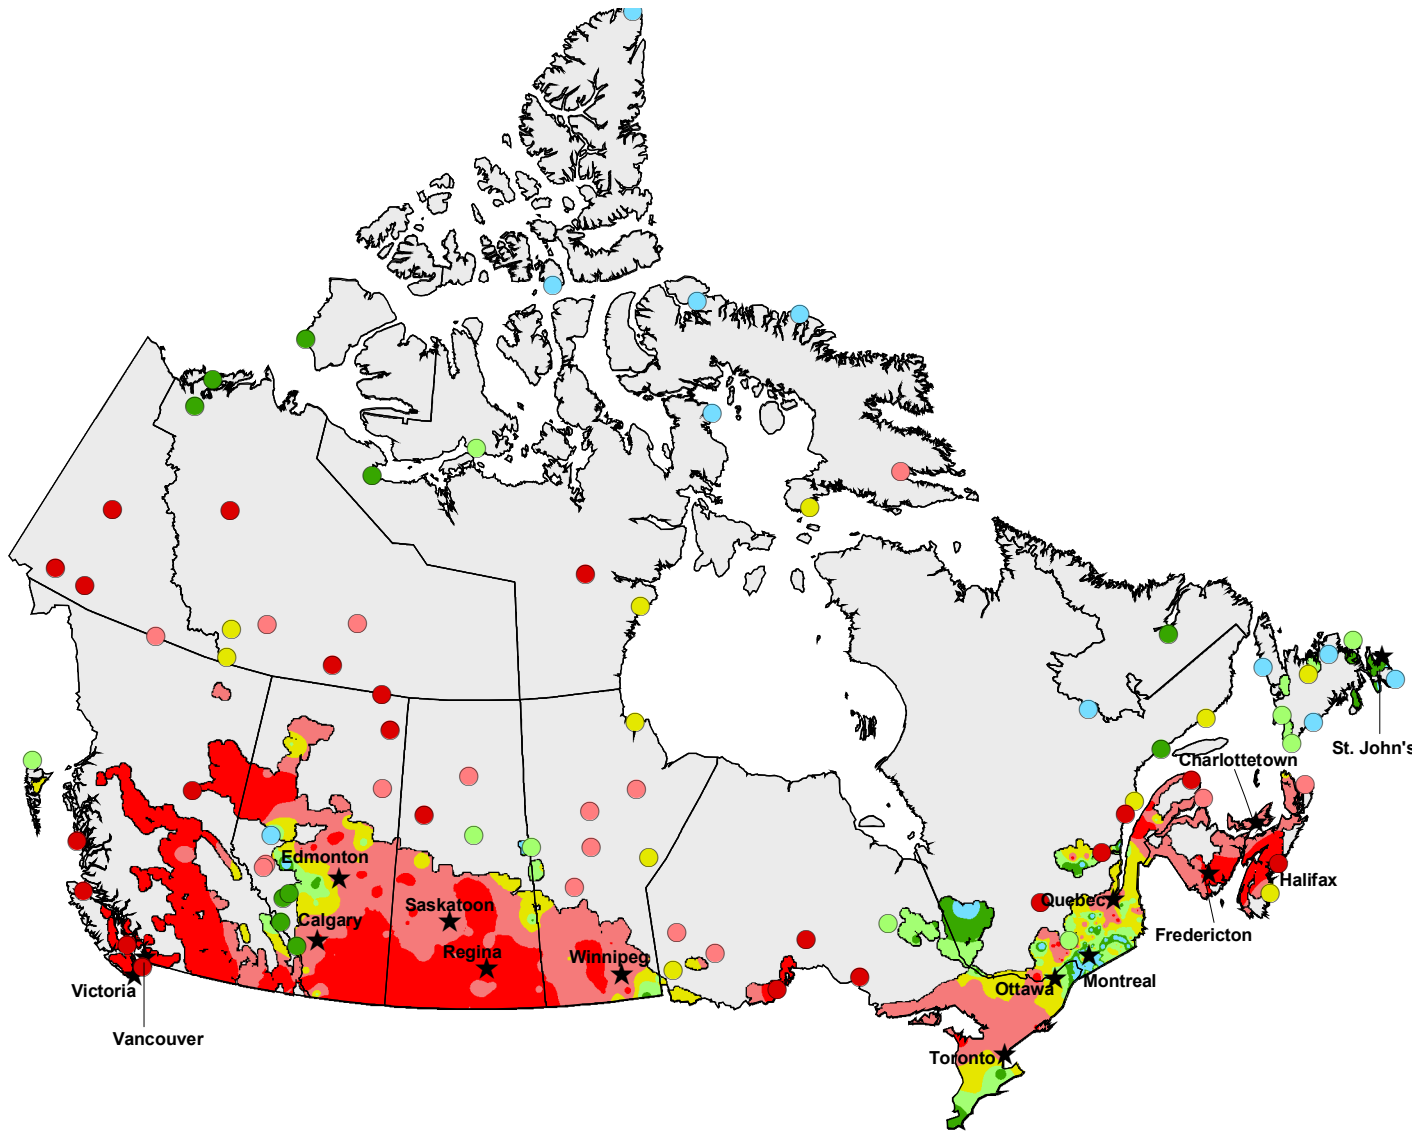 St. John's
Charlottetown
Edmonton
Halifax
Quebec
Saskatoon
Calgary
Fredericton
Regina
Winnipeg
Montreal
Ottawa
Victoria
Vancouver
Toronto